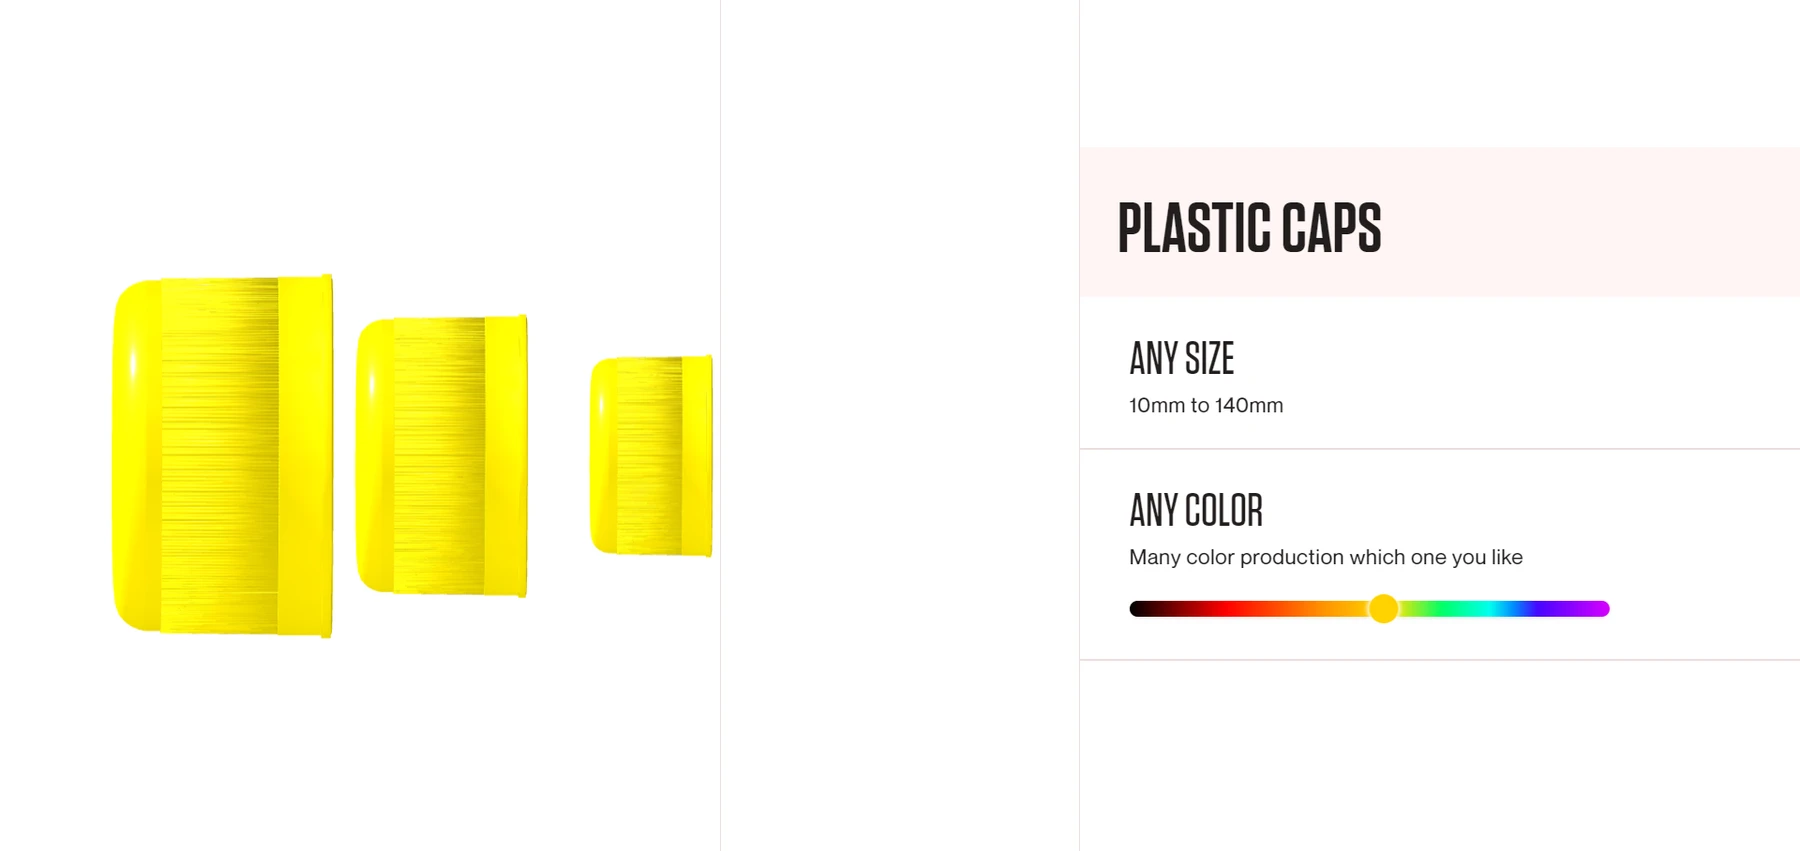 PLASTIC CAPS
ANY SIZE
10mm to 140mm
ANY COLOR
Many color production which one you like